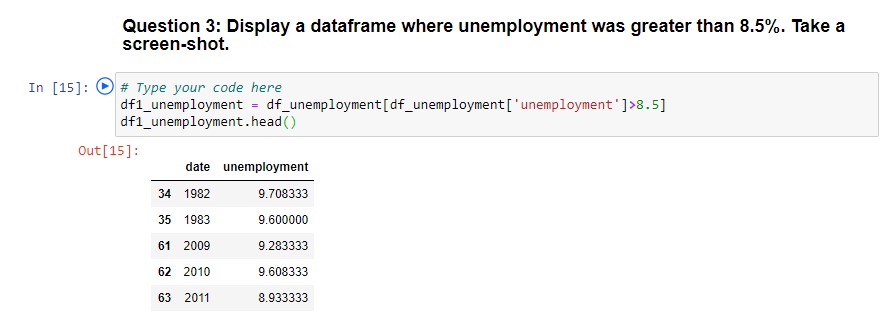 Question 3: Display a dataframe where unemployment was greater than 8.5%. Take a
screen-shot.
In [15]: # Type your code here
df1_unemployment = df_unemployment[df_unemployment['unemployment']>8.5]
df1_unemployment.head()
Out[15]:
date unemployment
34 1982 9.708333
35 1983 9.600000
61 2009 9.283333
62 2010 9.608333
63 2011 8.933333